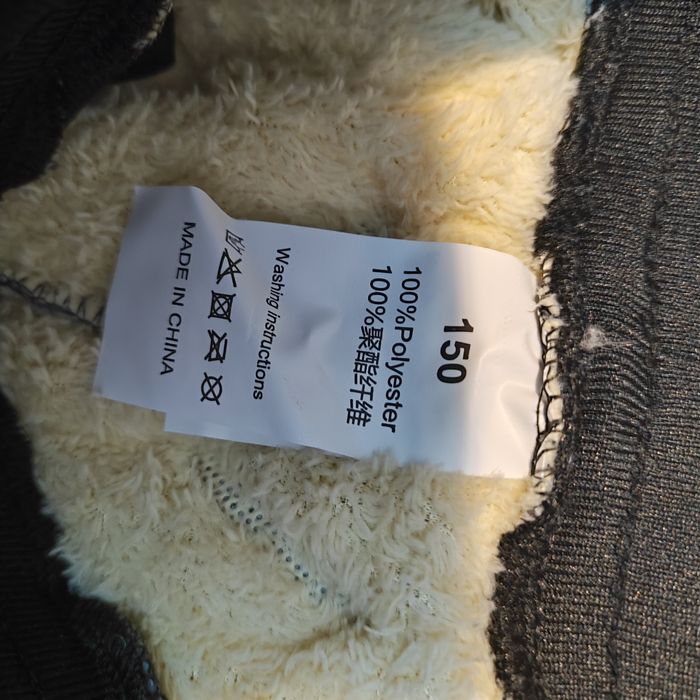 150
100%Polyester
100%聚酯纤维
Washing instructions
MADE IN CHINA